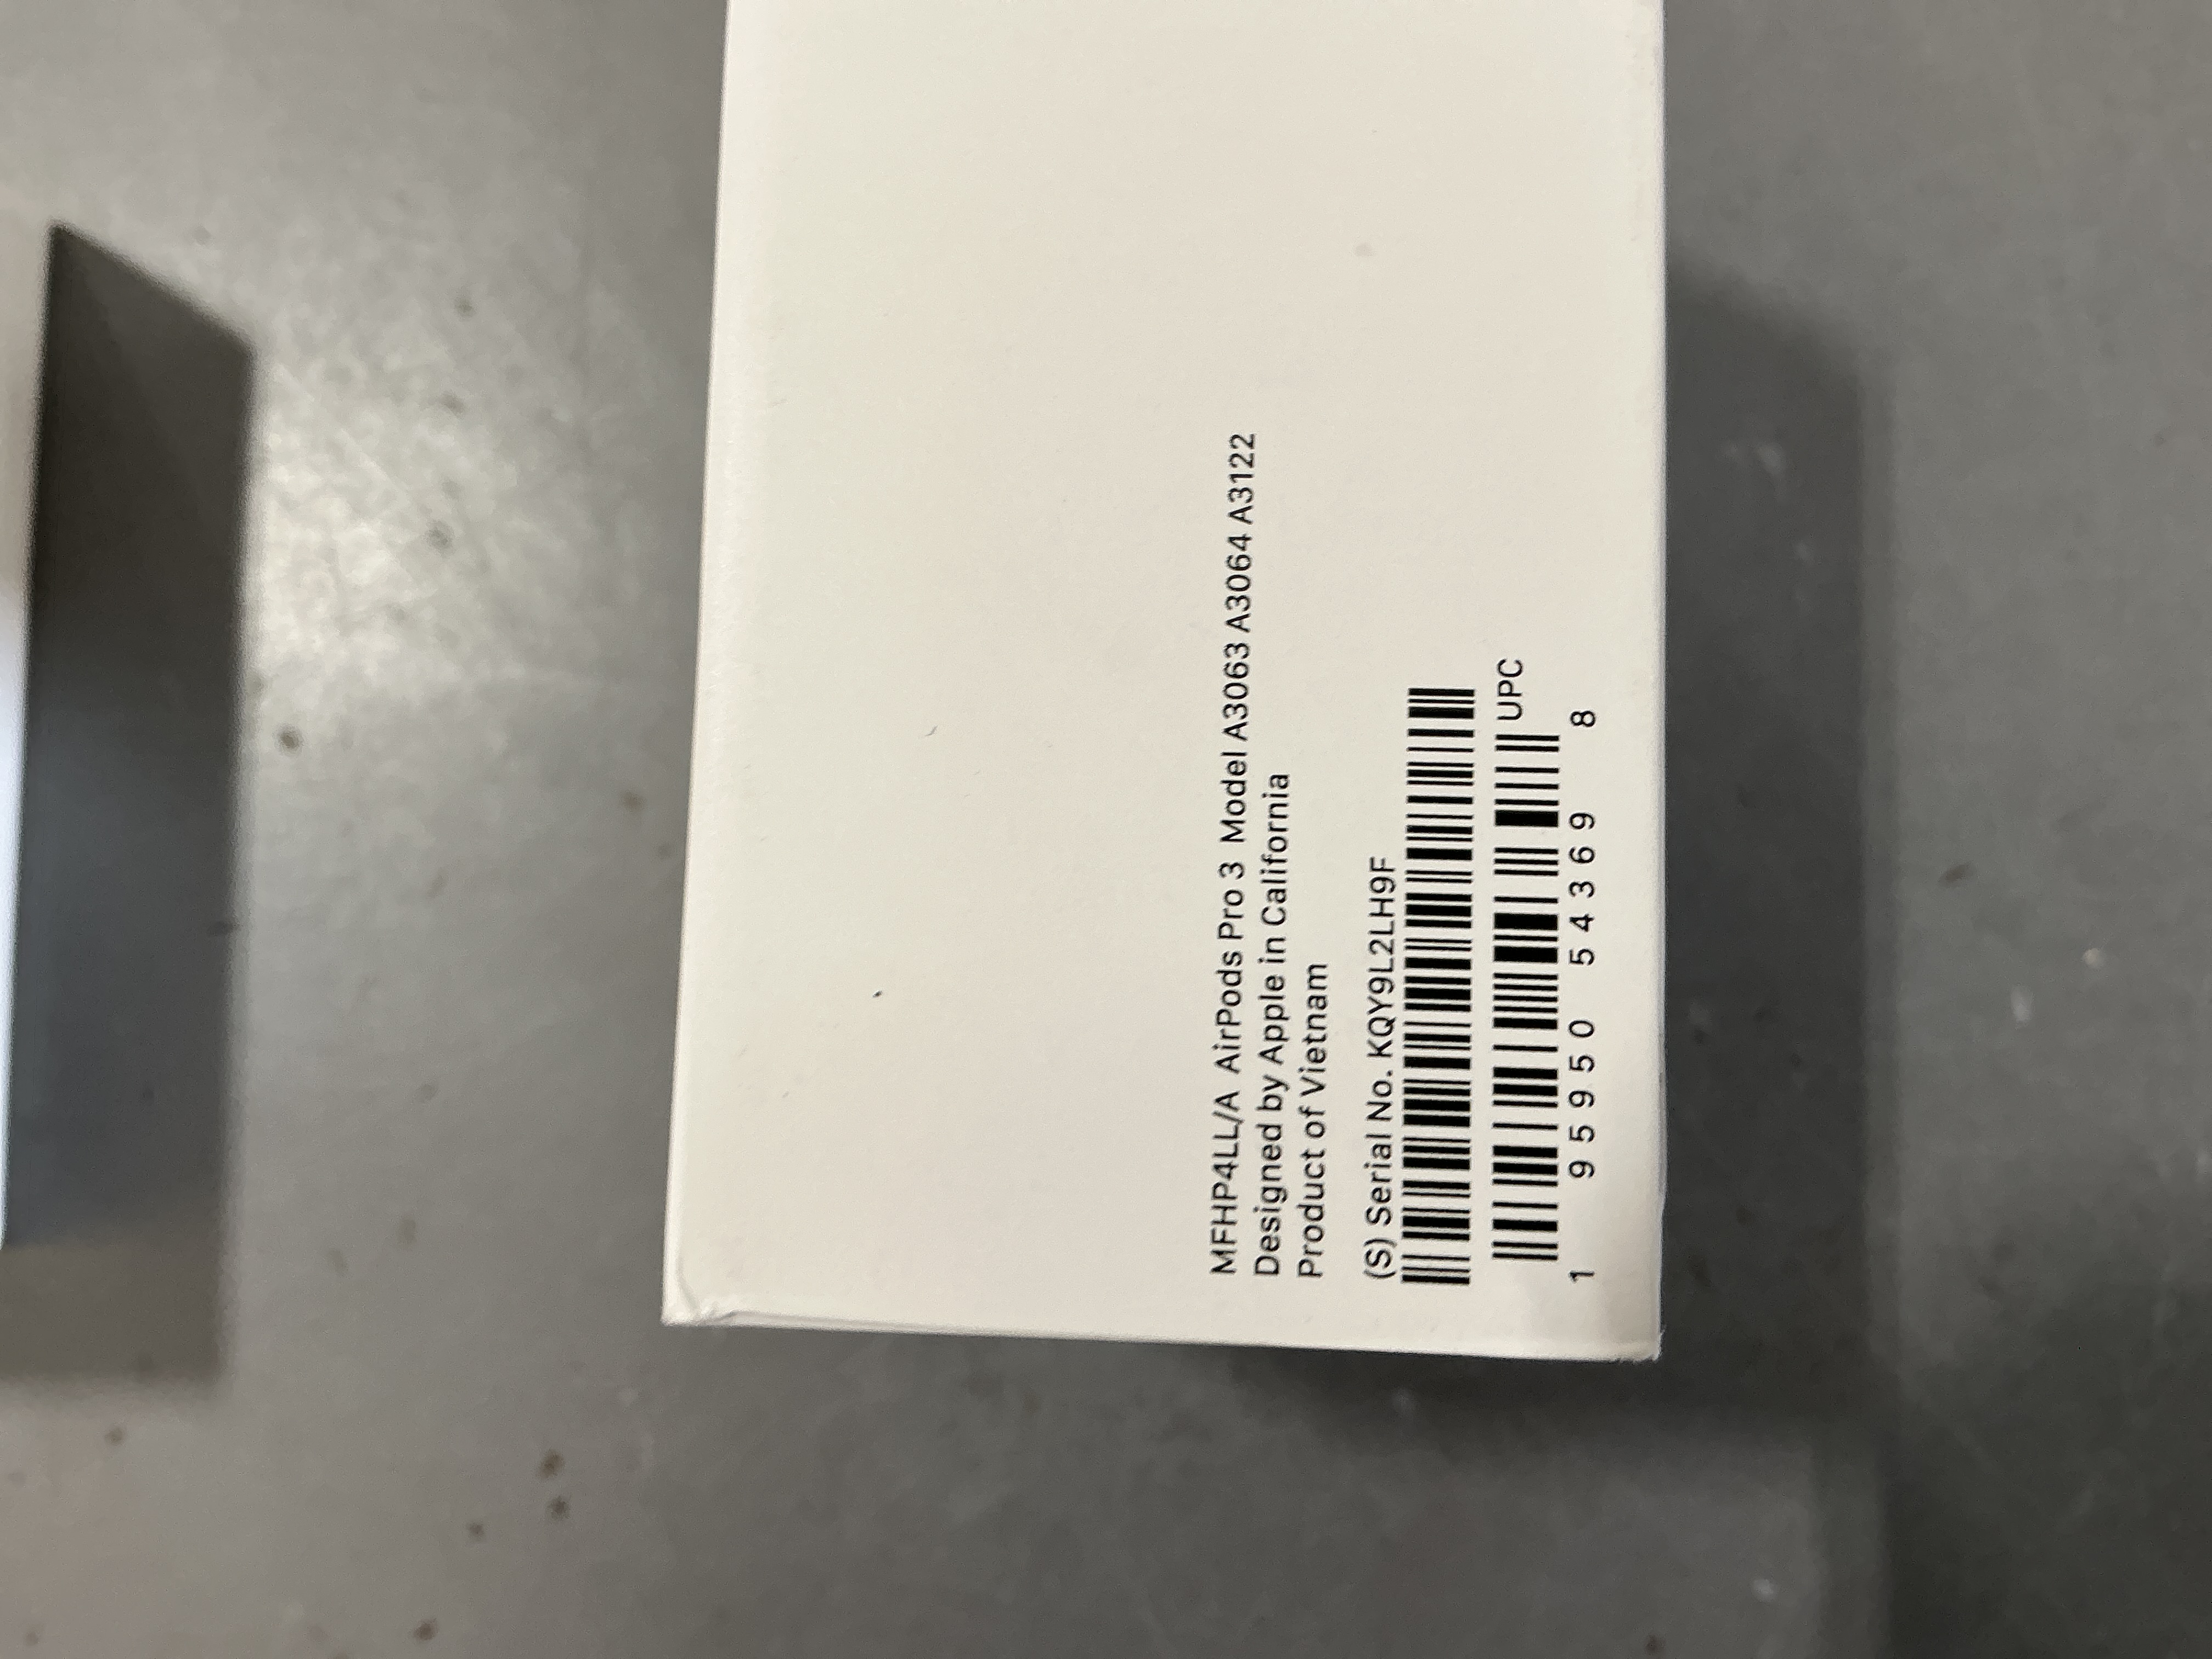 MFHP4LL/A AirPods Pro 3 Model A3063 A3064 A3122
Designed by Apple in California
Product of Vietnam
(S) Serial No. KQY9L2LH9F
UPC
1 95950 54369 8